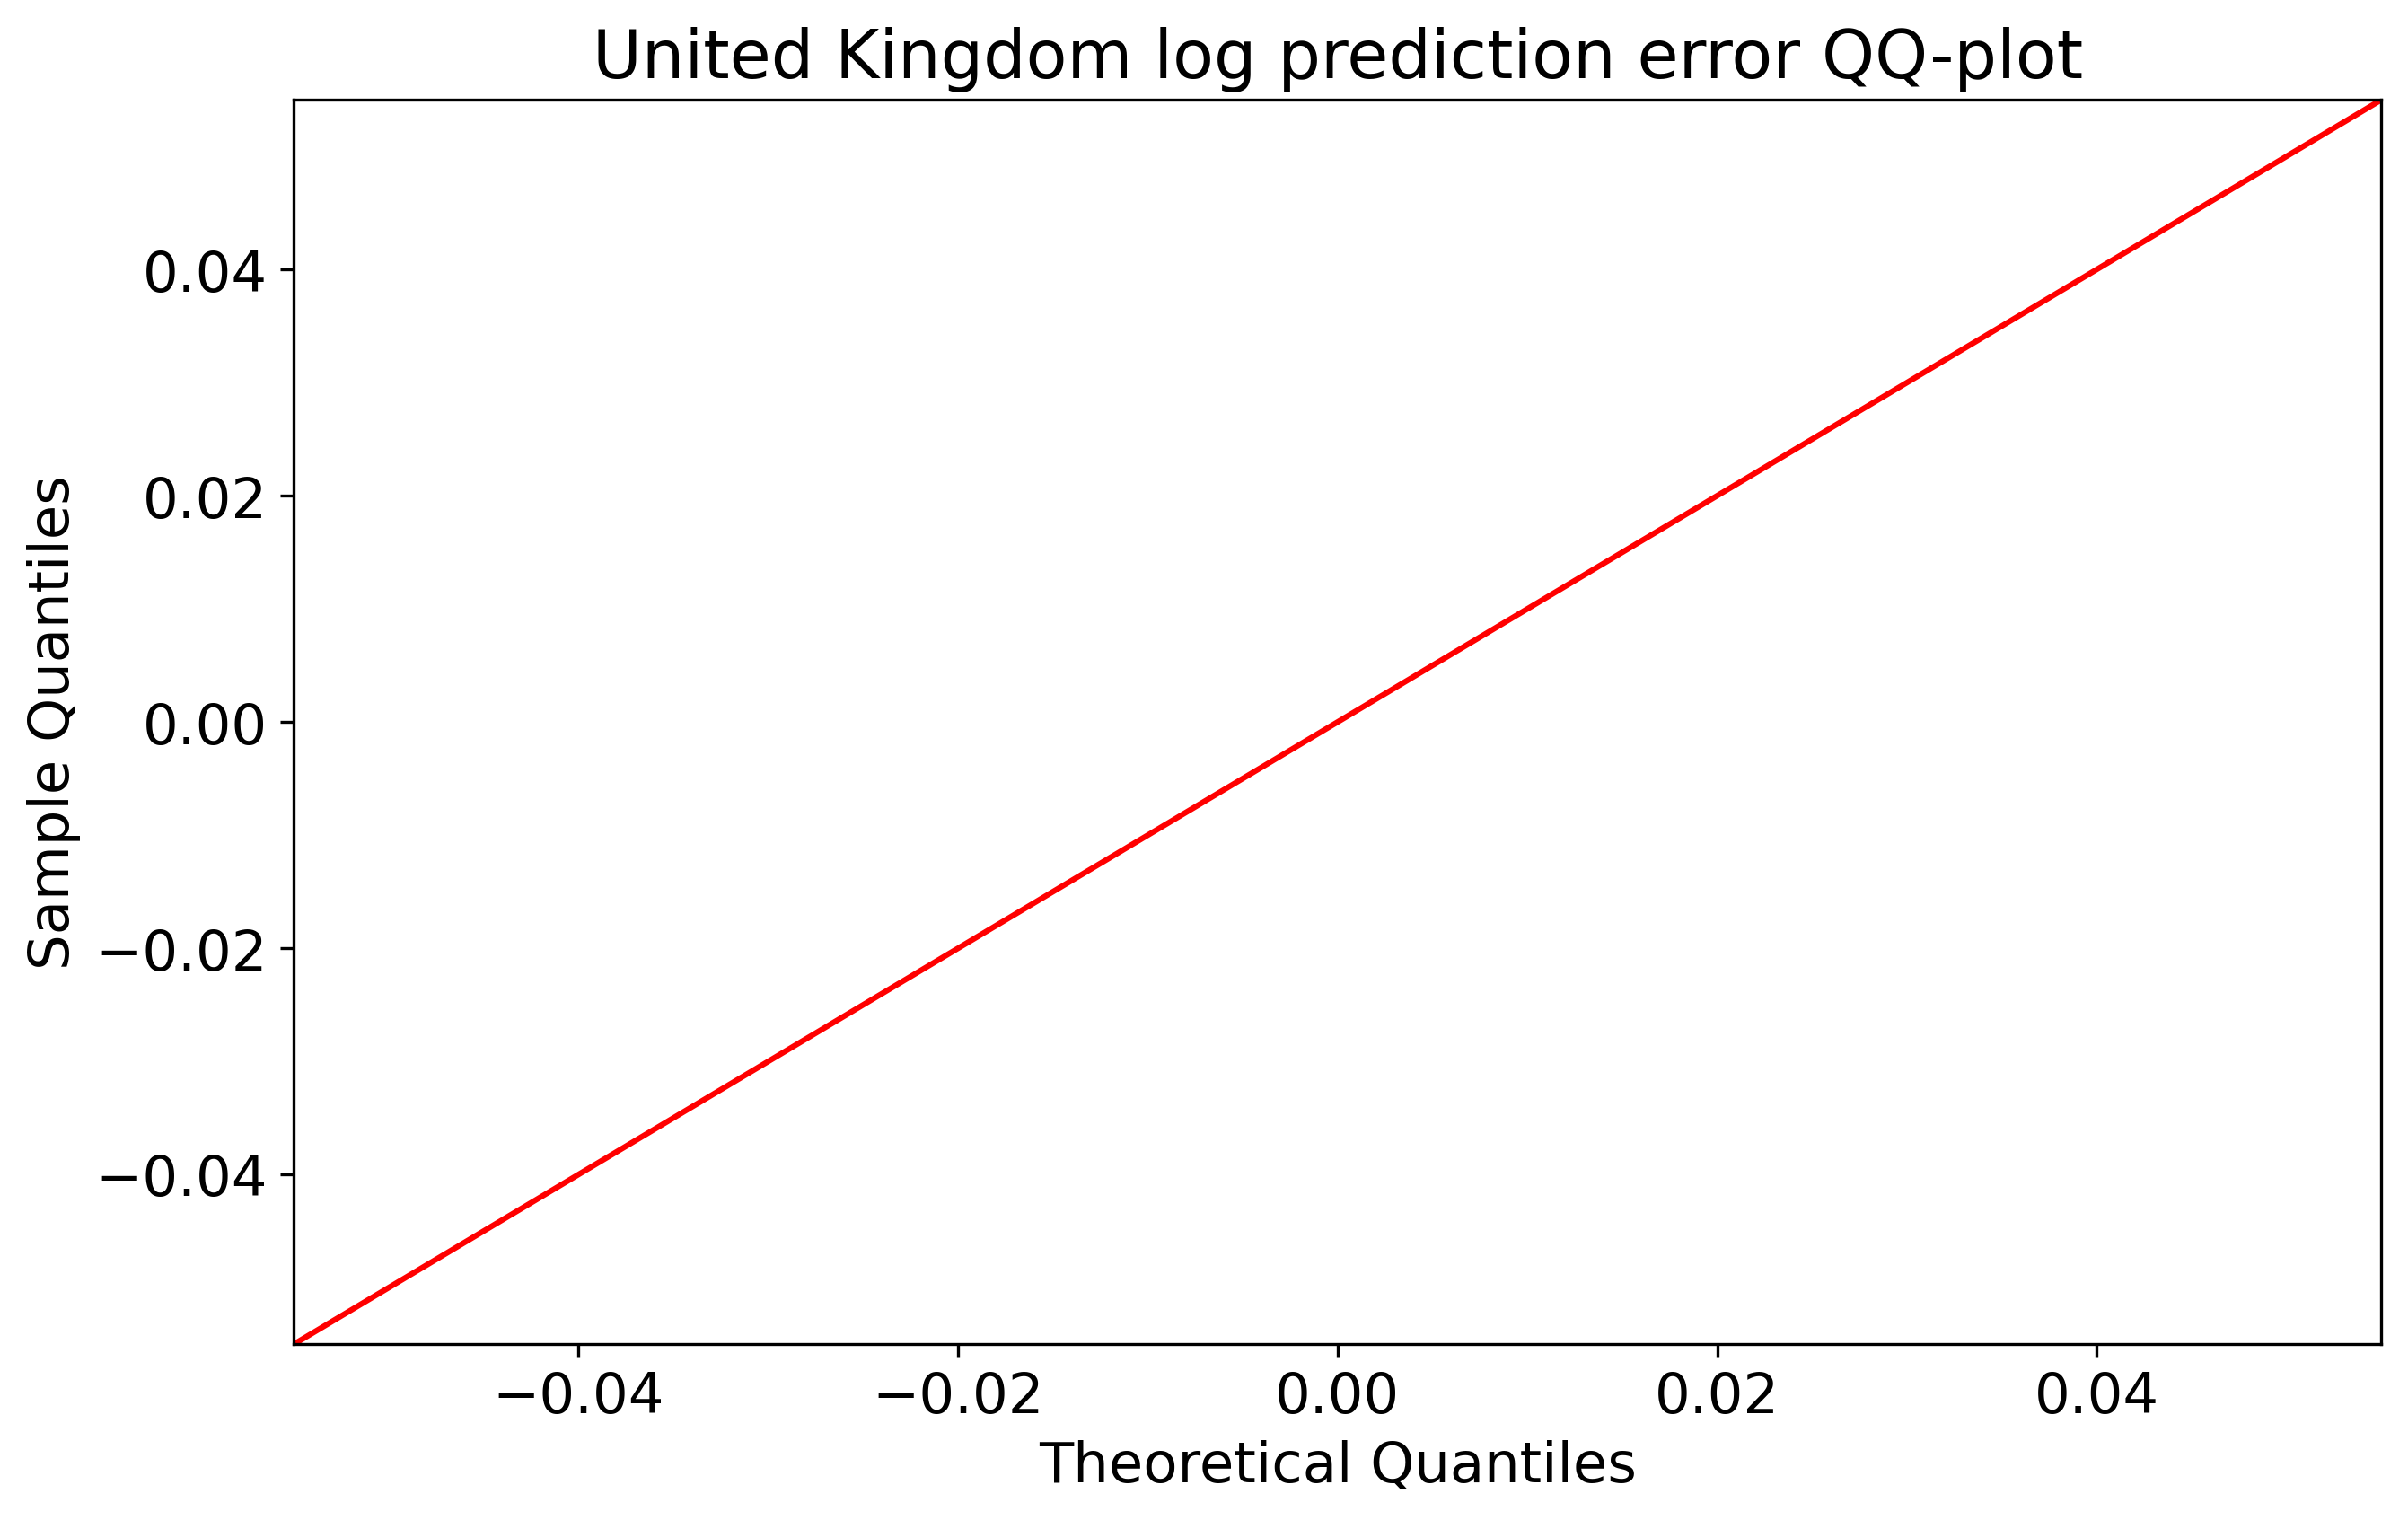 United Kingdom log prediction error QQ-plot
Sample Quantiles
0.04
0.02
0.00
−0.02
−0.04
−0.04 −0.02 0.00 0.02 0.04
Theoretical Quantiles